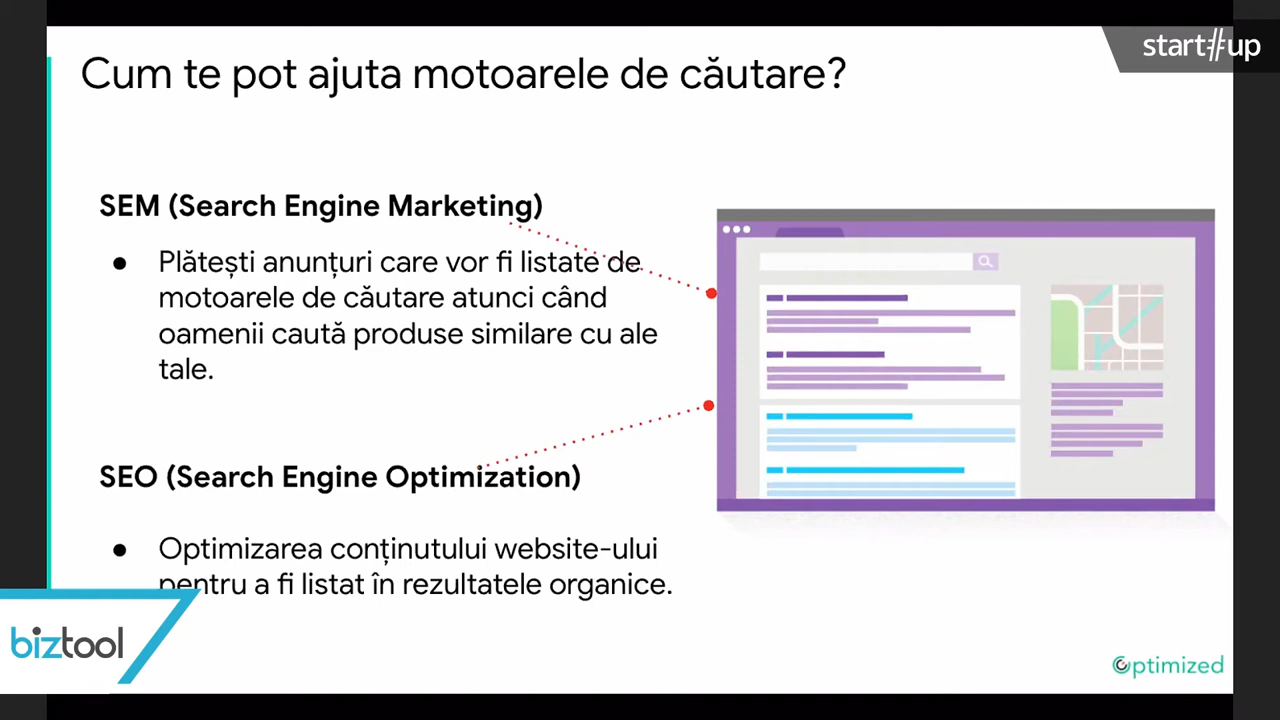 start#up
Cum te pot ajuta motoarele de căutare?
SEM (Search Engine Marketing)
● Plătești anunțuri care vor fi listate de
motoarele de căutare atunci când
oamenii caută produse similare cu ale
tale.
SEO (Search Engine Optimization)
● Optimizarea conținutului website-ului
pentru a fi listat în rezultatele organice.
biztool
Optimized